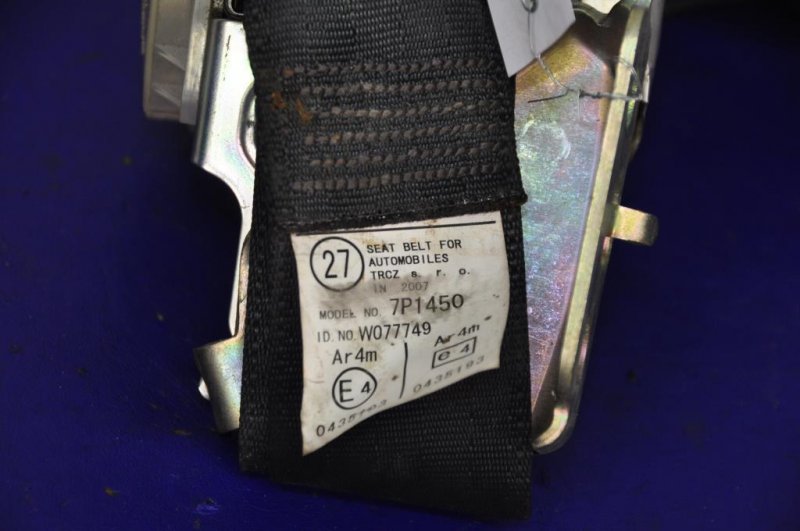 27
SEAT BELT FOR
AUTOMOBILES
TRCZ s. r. o.
IN 2007
MODEL NO. 7P1450
ID. NO. W077749
Ar4m
Ar4m
E4
e4
0435193
0435193